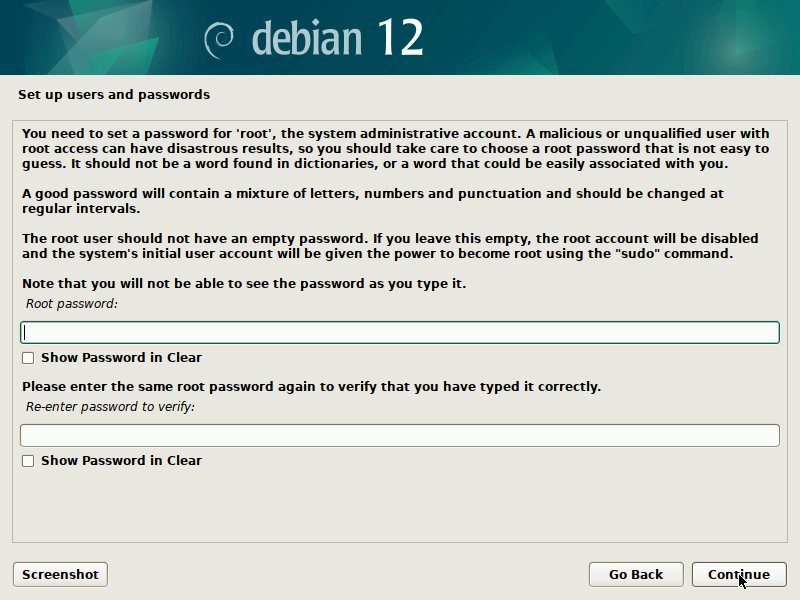 debian 12
Set up users and passwords
You need to set a password for 'root', the system administrative account. A malicious or unqualified user with
root access can have disastrous results, so you should take care to choose a root password that is not easy to
guess. It should not be a word found in dictionaries, or a word that could be easily associated with you.
A good password will contain a mixture of letters, numbers and punctuation and should be changed at
regular intervals.
The root user should not have an empty password. If you leave this empty, the root account will be disabled
and the system's initial user account will be given the power to become root using the "sudo" command.
Note that you will not be able to see the password as you type it.
Root password:
Show Password in Clear
Please enter the same root password again to verify that you have typed it correctly.
Re-enter password to verify:
Show Password in Clear
Screenshot Go Back Continue